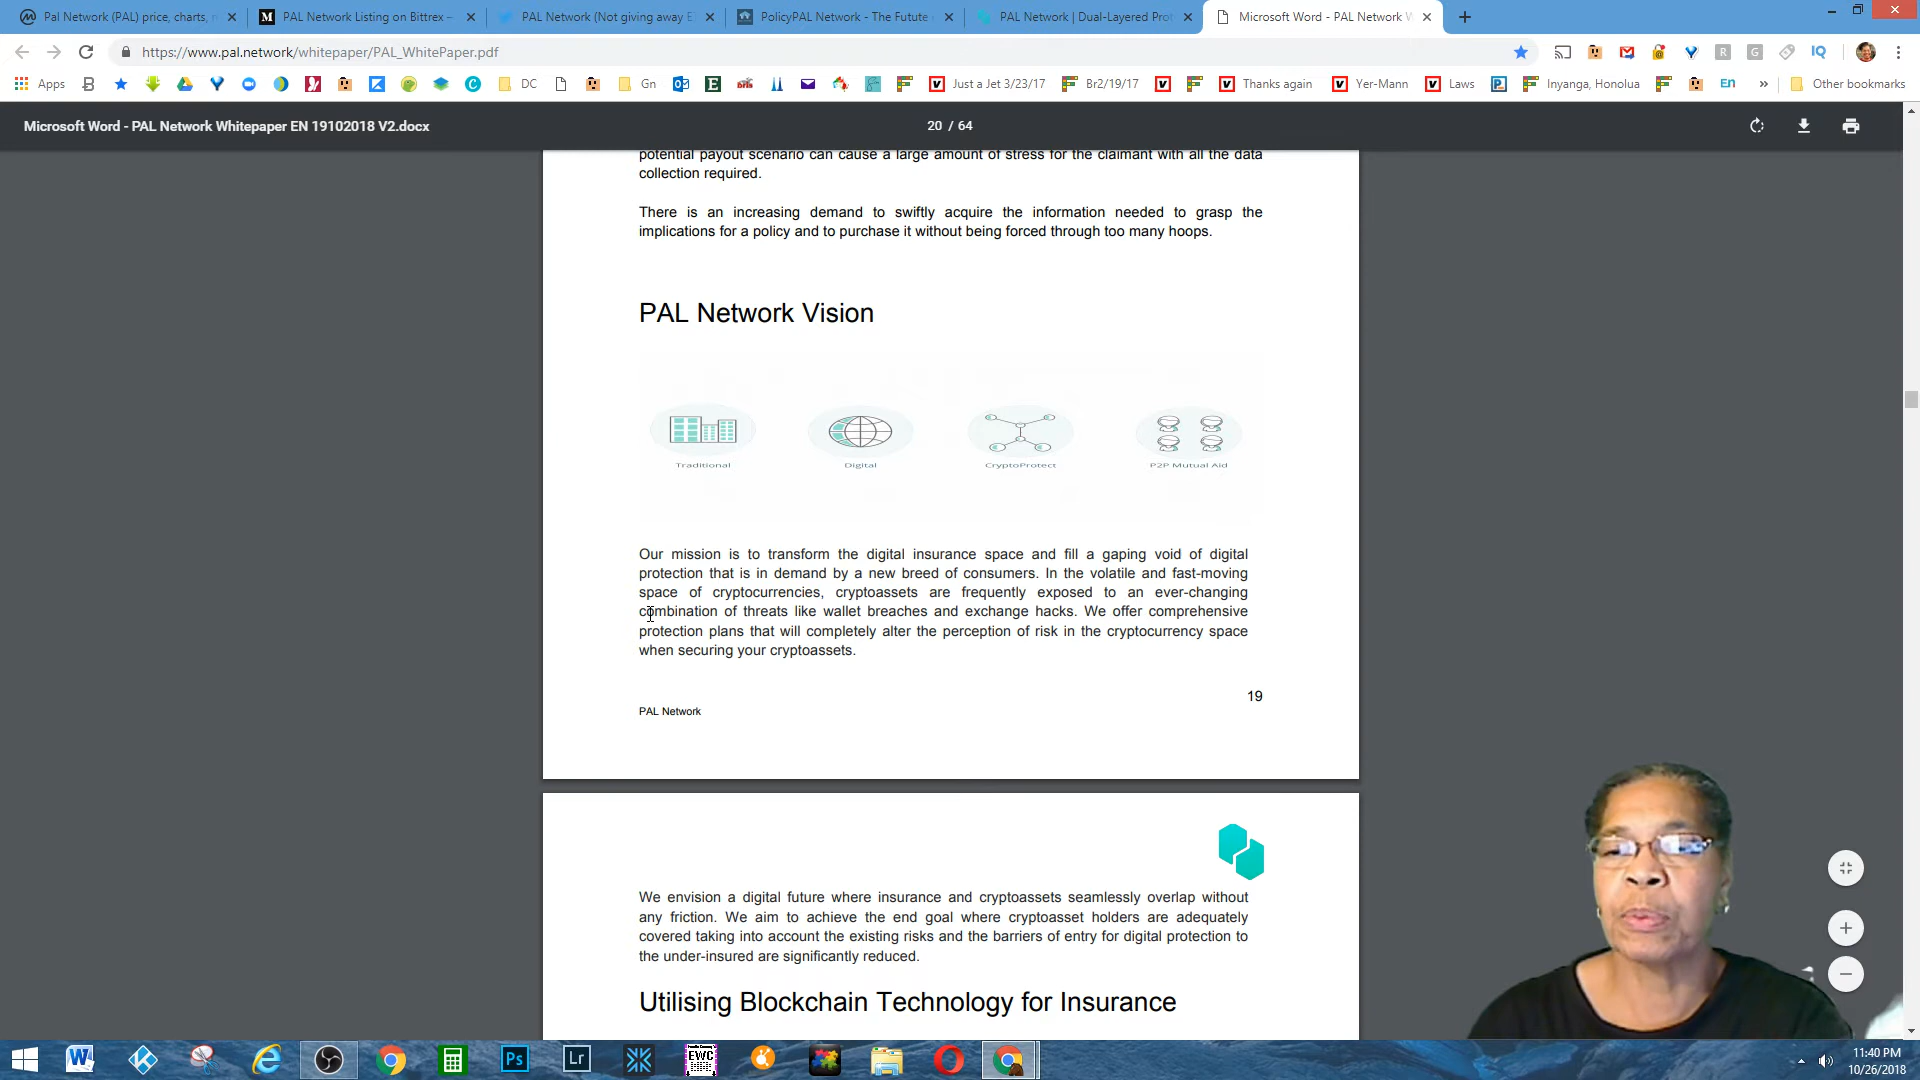 Pal Network (PAL) price, charts,
PAL Network Listing on Bittrex –
PAL Network (Not giving away E
PolicyPAL Network - The Futute
PAL Network | Dual-Layered Pro
Microsoft Word - PAL Network W
https://www.pal.network/whitepaper/PAL_WhitePaper.pdf
Apps
DC
Gn
Just a Jet 3/23/17
Br2/19/17
Thanks again
Yer-Mann
Laws
Inyanga, Honolua
En
»
Other bookmarks
Microsoft Word - PAL Network Whitepaper EN 19102018 V2.docx
20 / 64
potential payout scenario can cause a large amount of stress for the claimant with all the data
collection required.
There is an increasing demand to swiftly acquire the information needed to grasp the
implications for a policy and to purchase it without being forced through too many hoops.
PAL Network Vision
Traditional
Digital
CryptoProtect
P2P Mutual Aid
Our mission is to transform the digital insurance space and fill a gaping void of digital
protection that is in demand by a new breed of consumers. In the volatile and fast-moving
space of cryptocurrencies, cryptoassets are frequently exposed to an ever-changing
combination of threats like wallet breaches and exchange hacks. We offer comprehensive
protection plans that will completely alter the perception of risk in the cryptocurrency space
when securing your cryptoassets.
19
PAL Network
We envision a digital future where insurance and cryptoassets seamlessly overlap without
any friction. We aim to achieve the end goal where cryptoasset holders are adequately
covered taking into account the existing risks and the barriers of entry for digital protection to
the under-insured are significantly reduced.
Utilising Blockchain Technology for Insurance
Ps
Lr
EWC
11:40 PM
10/26/2018